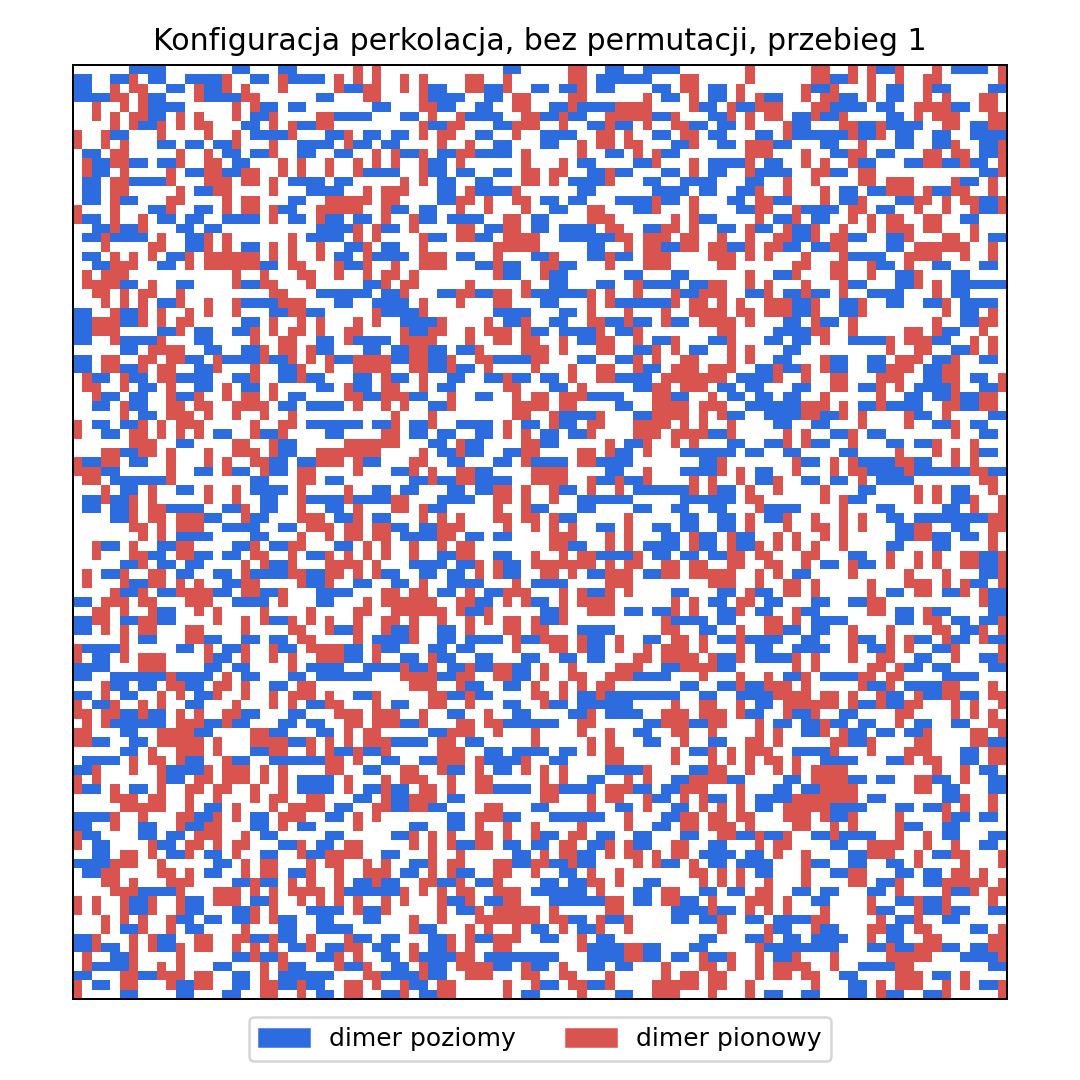 Konfiguracja perkolacja, bez permutacji, przebieg 1
dimer poziomy
dimer pionowy